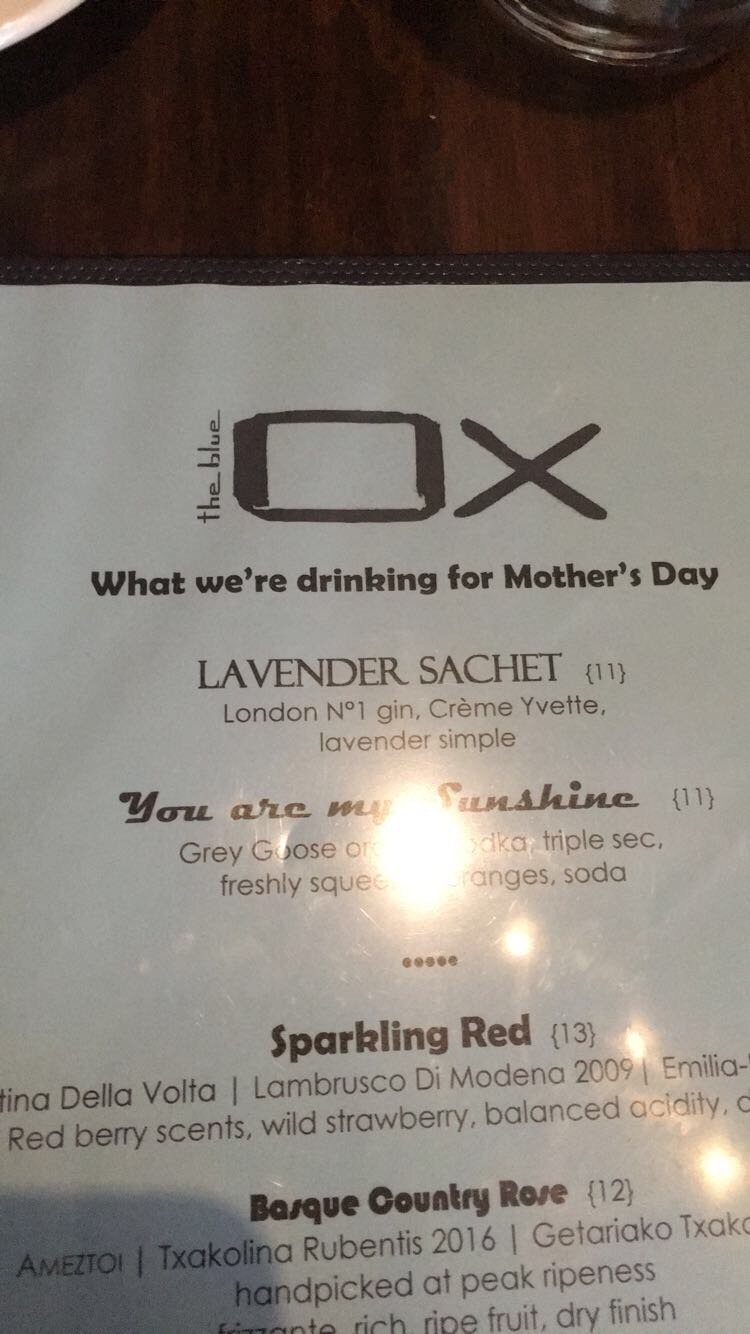 the blue OX
What we're drinking for Mother's Day
LAVENDER SACHET {11}
London Nº1 gin, Crème Yvette,
lavender simple
You are my Sunshine {11}
Grey Goose triple sec,
freshly soda
Sparkling Red {13}
Della Volta | Lambrusco Di Modena 2009 |
Red berry scents, wild strawberry, balanced acidity,
Basque Country Rose {12}
AMEZTOI | Txakolina Rubentis 2016 | Getariako
handpicked at peak ripeness
frizzante, rich, ripe fruit, dry finish